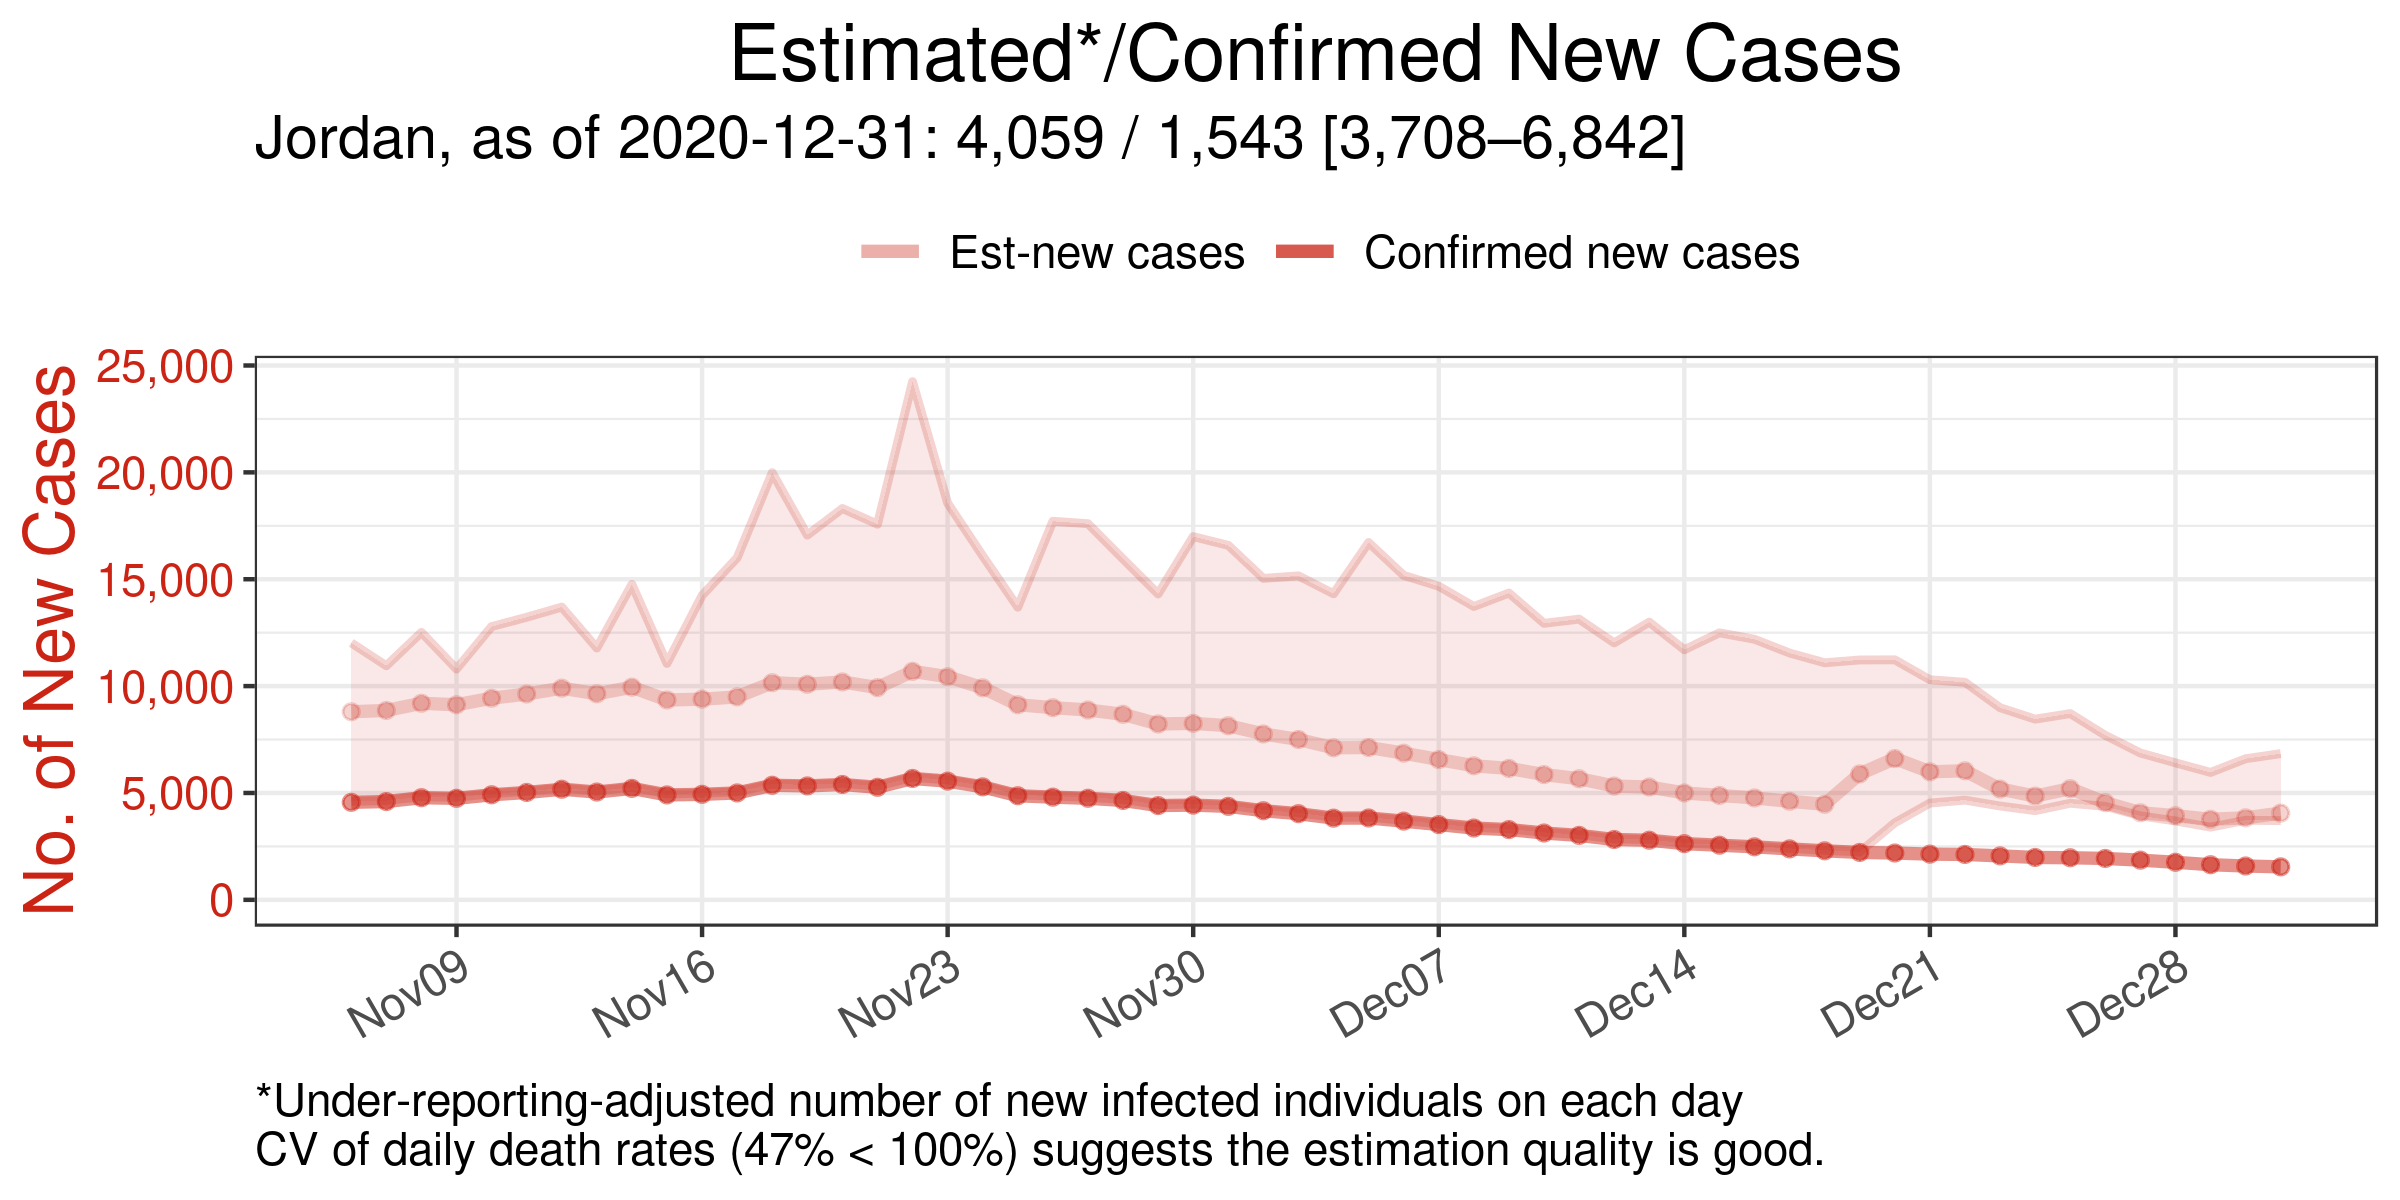 Estimated*/Confirmed New Cases
Jordan, as of 2020-12-31: 4,059 / 1,543 [3,708–6,842]
Est-new cases
Confirmed new cases
No. of New Cases
25,000
20,000
15,000
10,000
5,000
0
Nov09
Nov16
Nov23
Nov30
Dec07
Dec14
Dec21
Dec28
*Under-reporting-adjusted number of new infected individuals on each day
CV of daily death rates (47% < 100%) suggests the estimation quality is good.